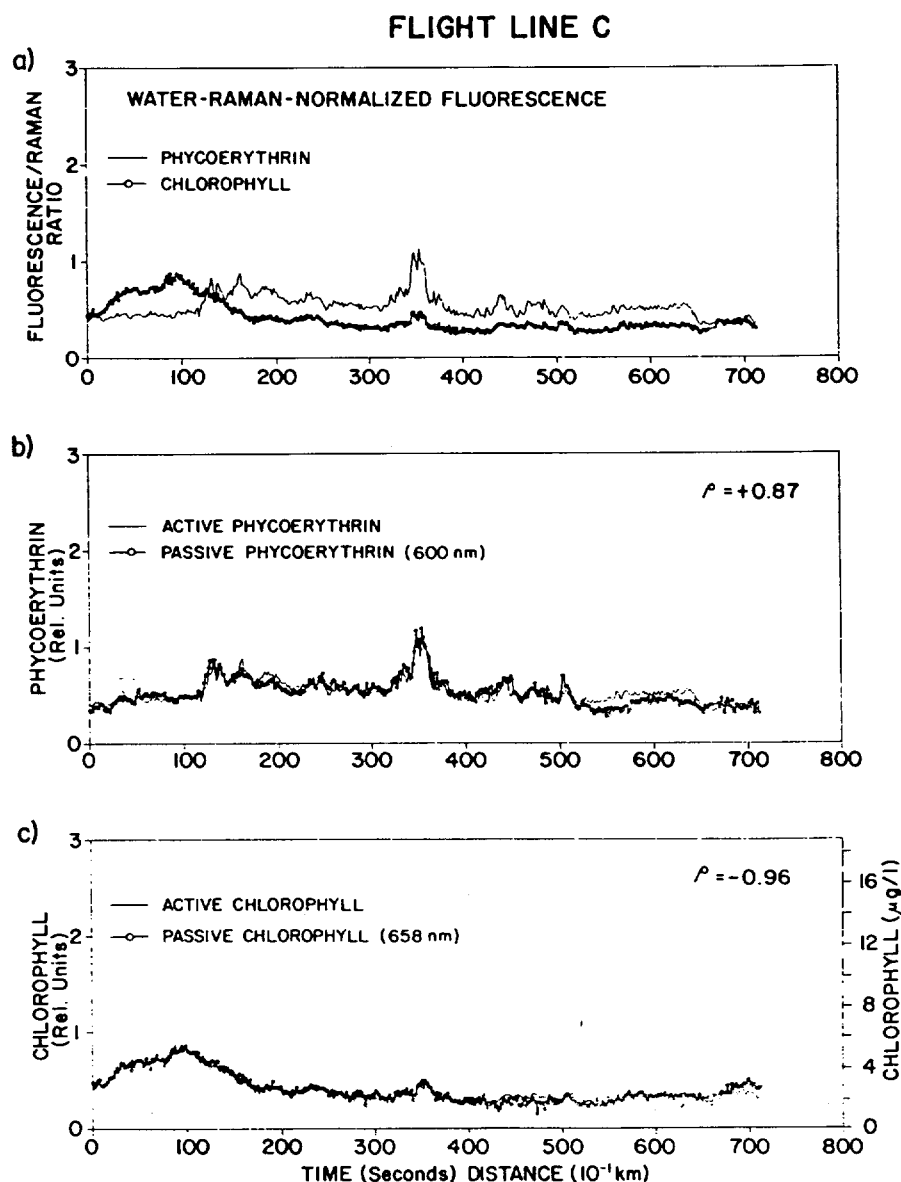 FLIGHT LINE C
a)
3
2
1
0
FLUORESCENCE/RAMAN
RATIO
WATER-RAMAN-NORMALIZED FLUORESCENCE
PHYCOERYTHRIN
CHLOROPHYLL
0 100 200 300 400 500 600 700 800
b)
3
2
1
0
PHYCOERYTHRIN
(Rel. Units)
ρ = +0.87
ACTIVE PHYCOERYTHRIN
PASSIVE PHYCOERYTHRIN (600 nm)
0 100 200 300 400 500 600 700 800
c)
3
2
1
0
CHLOROPHYLL
(Rel. Units)
ρ = -0.96
ACTIVE CHLOROPHYLL
PASSIVE CHLOROPHYLL (658 nm)
16
12
8
4
0
CHLOROPHYLL (μg/l)
0 100 200 300 400 500 600 700 800
TIME (Seconds) DISTANCE (10⁻¹ km)